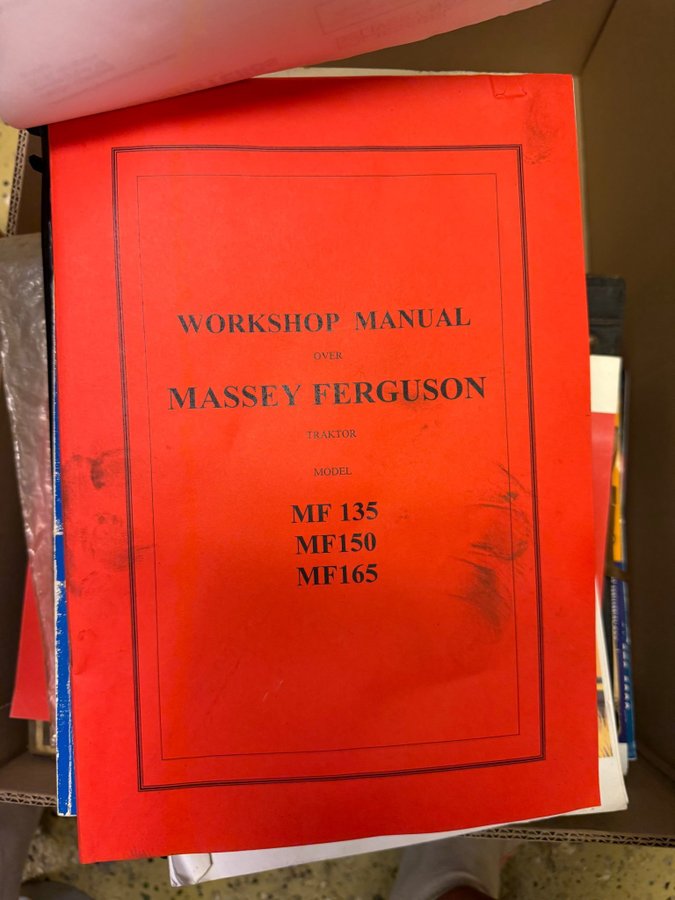 WORKSHOP MANUAL
OVER
MASSEY FERGUSON
TRAKTOR
MODEL
MF 135
MF150
MF165